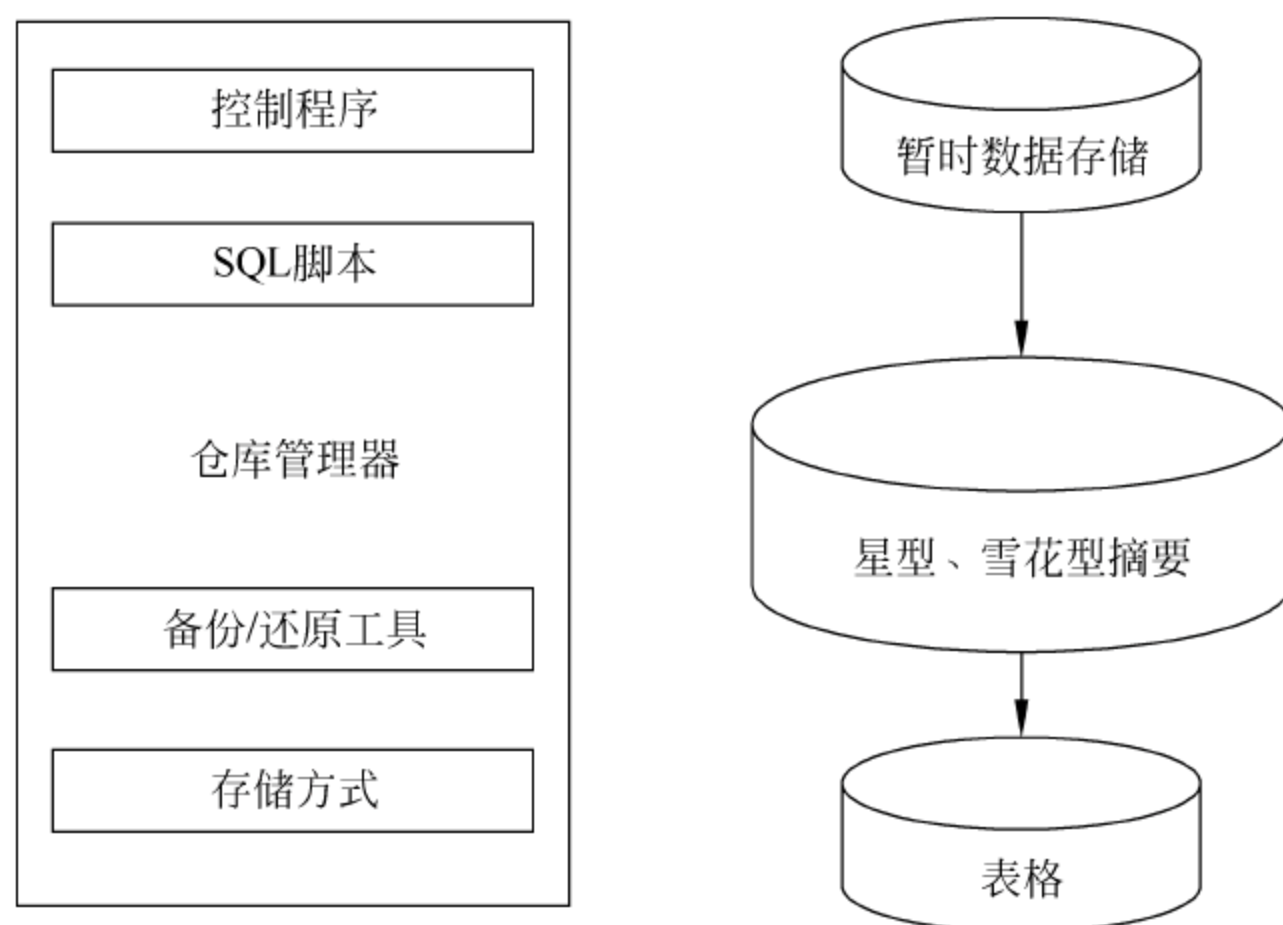 控制程序
SQL脚本
仓库管理器
备份/还原工具
存储方式
暂时数据存储
星型、雪花型摘要
表格